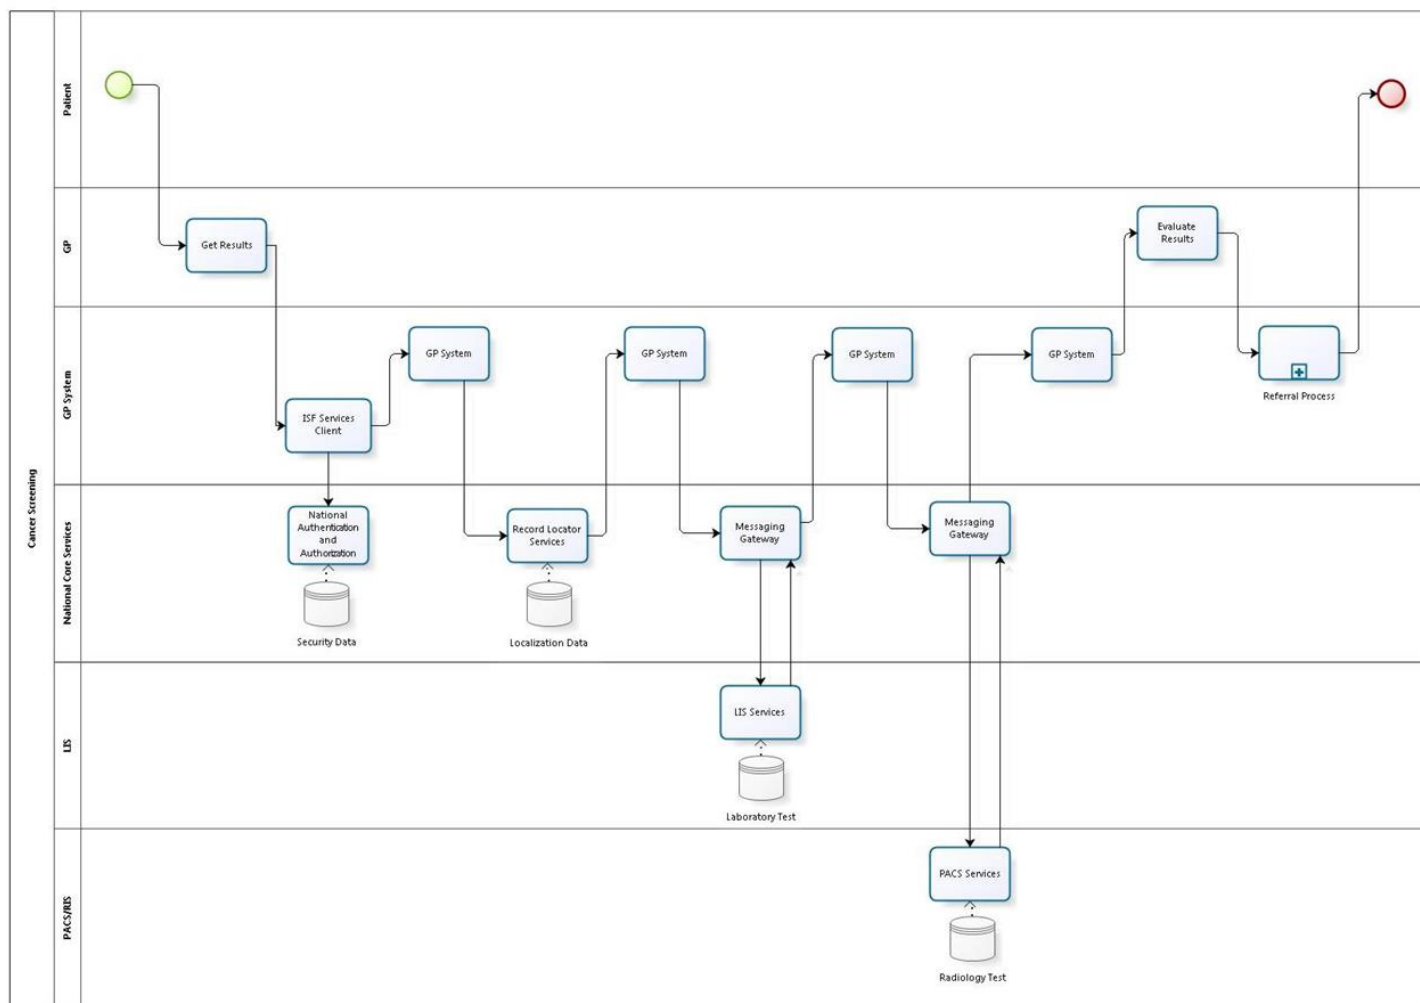 Cancer Screening
Patient
GP
Get Results
Evaluate
Results
GP System
GP System
GP System
GP System
GP System
ISF Services
Client
Referral Process
National Core Services
National
Authentication
and
Authorization
Record Locator
Services
Messaging
Gateway
Messaging
Gateway
Security Data
Localization Data
LIS
LIS Services
Laboratory Test
PACS/RIS
PACS Services
Radiology Test